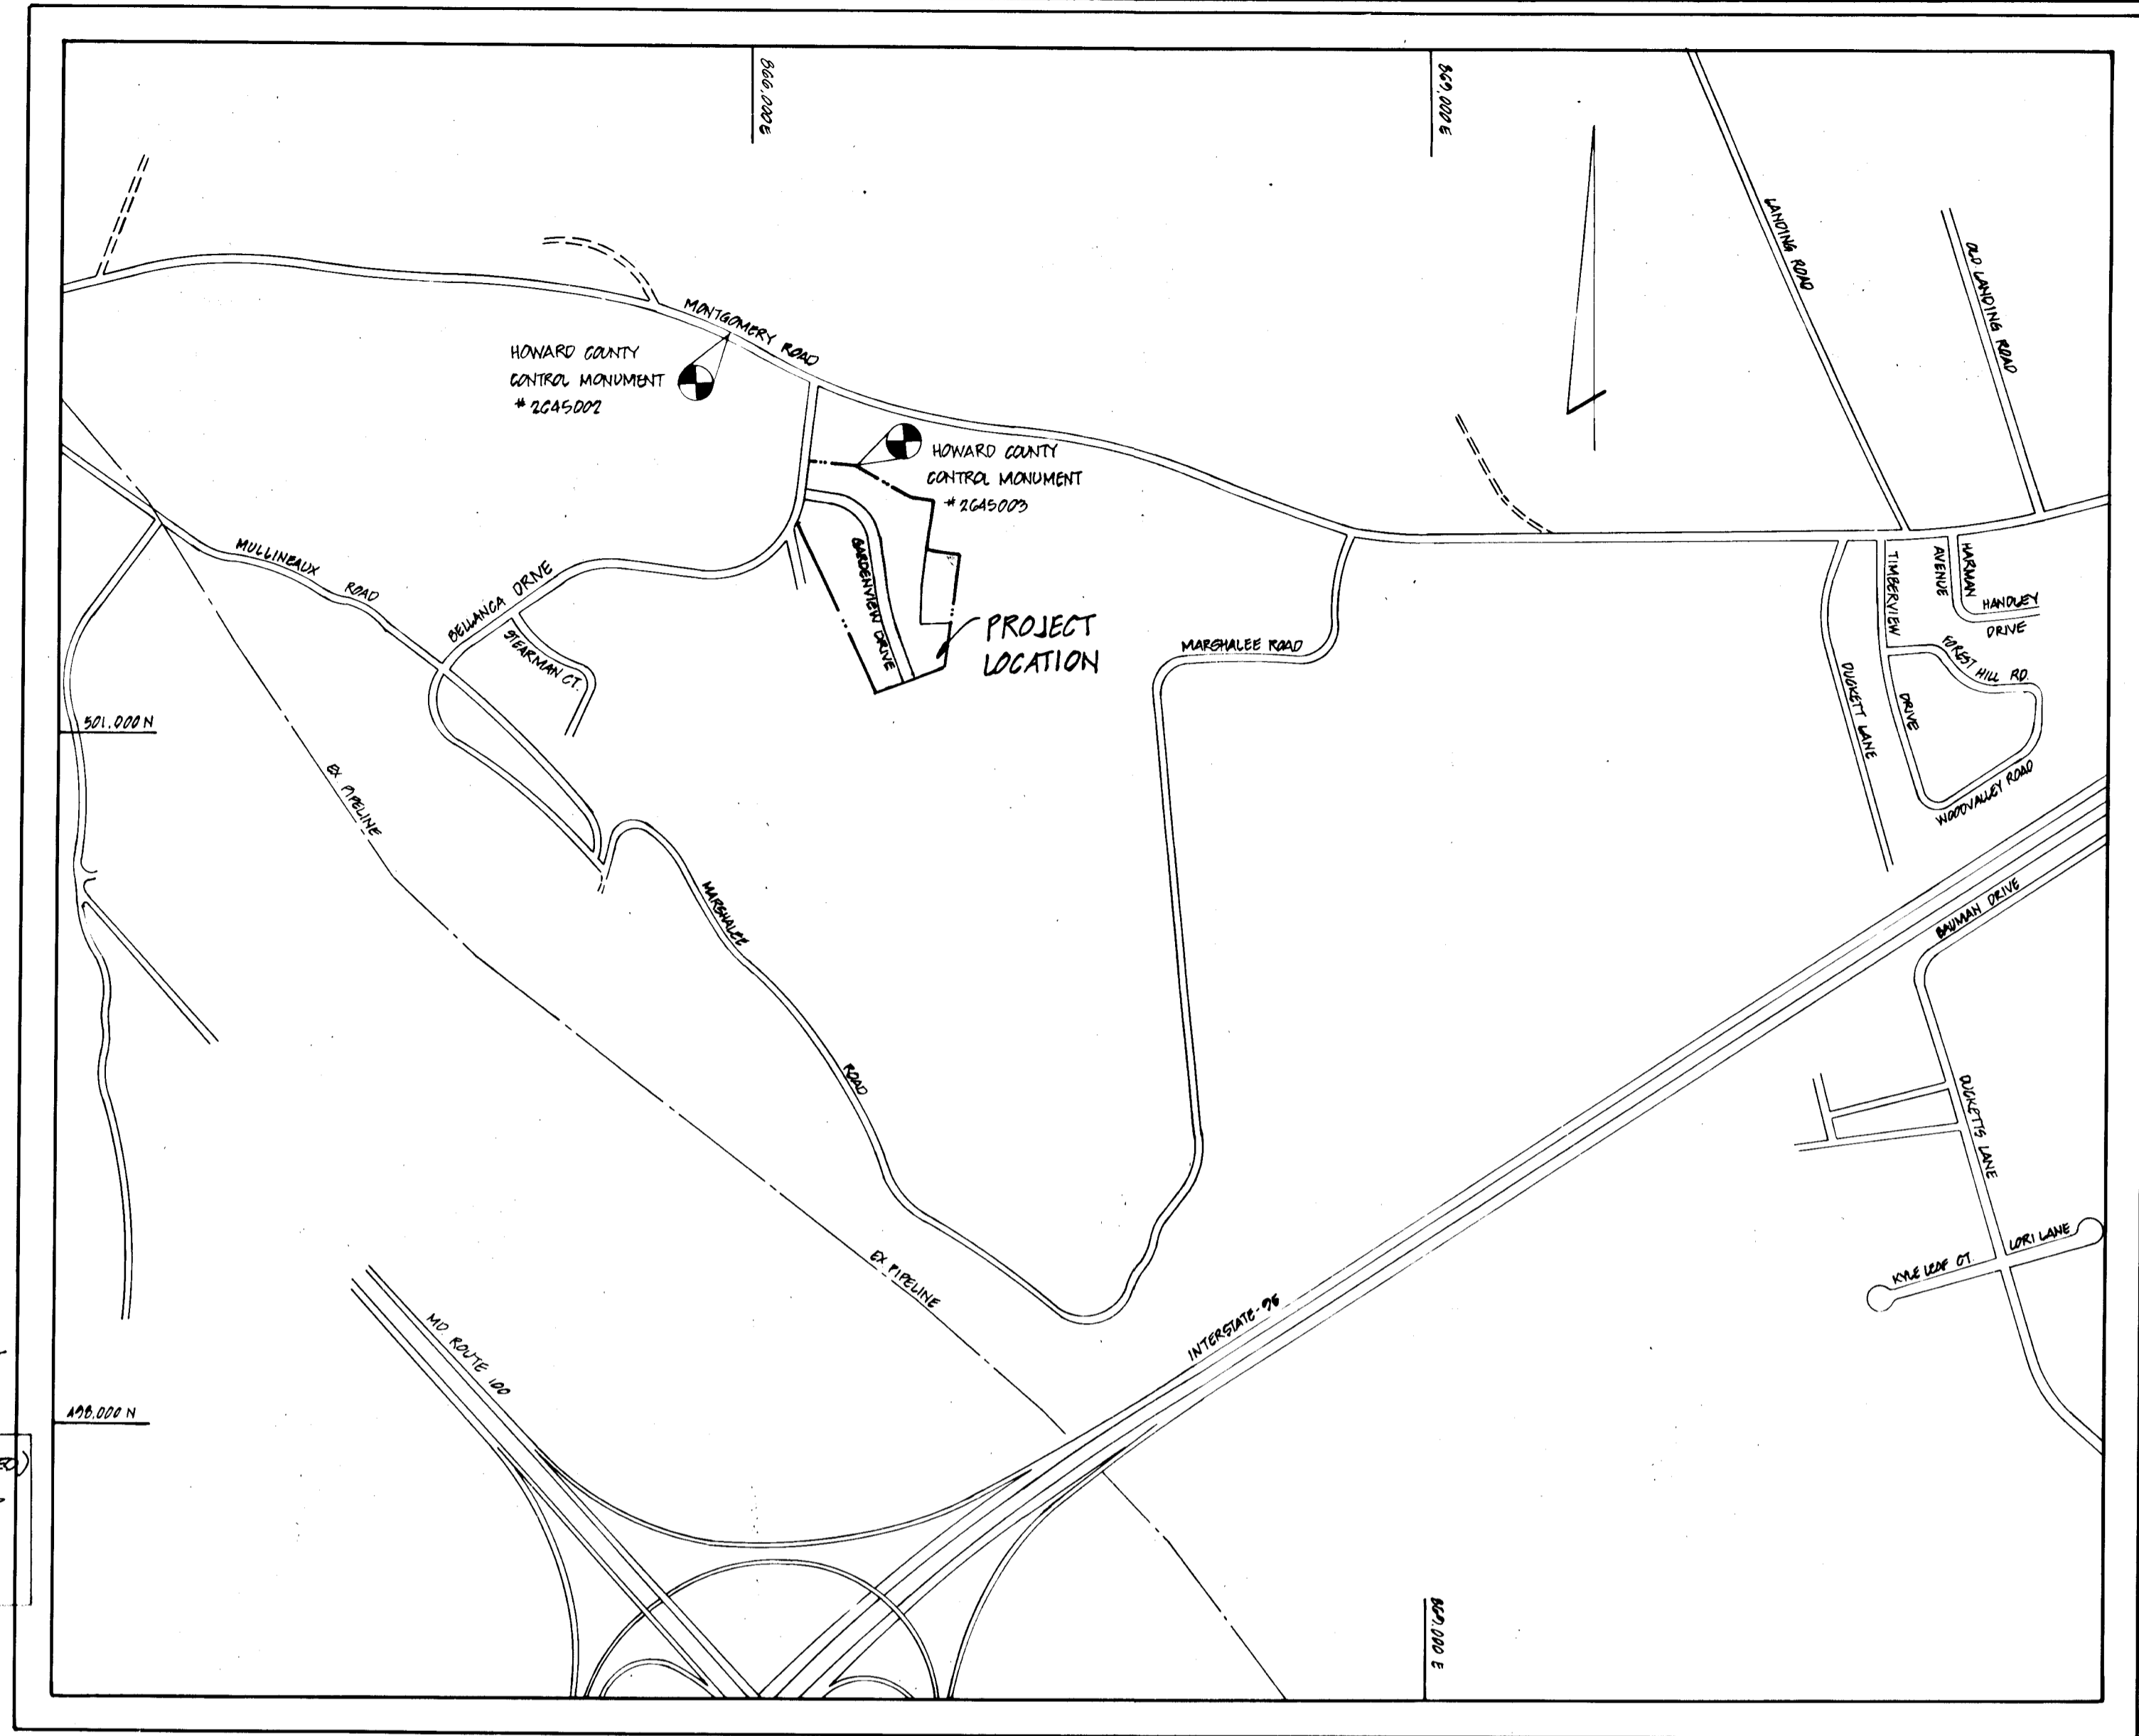 866,000 E
869,000 E
LANDING ROAD
OLD LANDING ROAD
MONTGOMERY ROAD
HOWARD COUNTY
CONTROL MONUMENT
# 2645002
HOWARD COUNTY
CONTROL MONUMENT
# 2645003
MULLINEAUX ROAD
BELLANCA DRIVE
STEARMAN CT.
GARDENVIEW DRIVE
PROJECT
LOCATION
MARSHALEE ROAD
TIMBERVIEW DRIVE
HARMAN
AVENUE
HANDLEY
DRIVE
FOREST HILL RD.
DUCKETT LANE
WOODVALLEY ROAD
501,000 N
EX PIPELINE
MARSHALEE ROAD
BAUMAN DRIVE
DUCKETTS LANE
LORI LANE
KYLE LEAF CT.
EX PIPELINE
INTERSTATE-95
MD. ROUTE 100
498,000 N
869,000 E